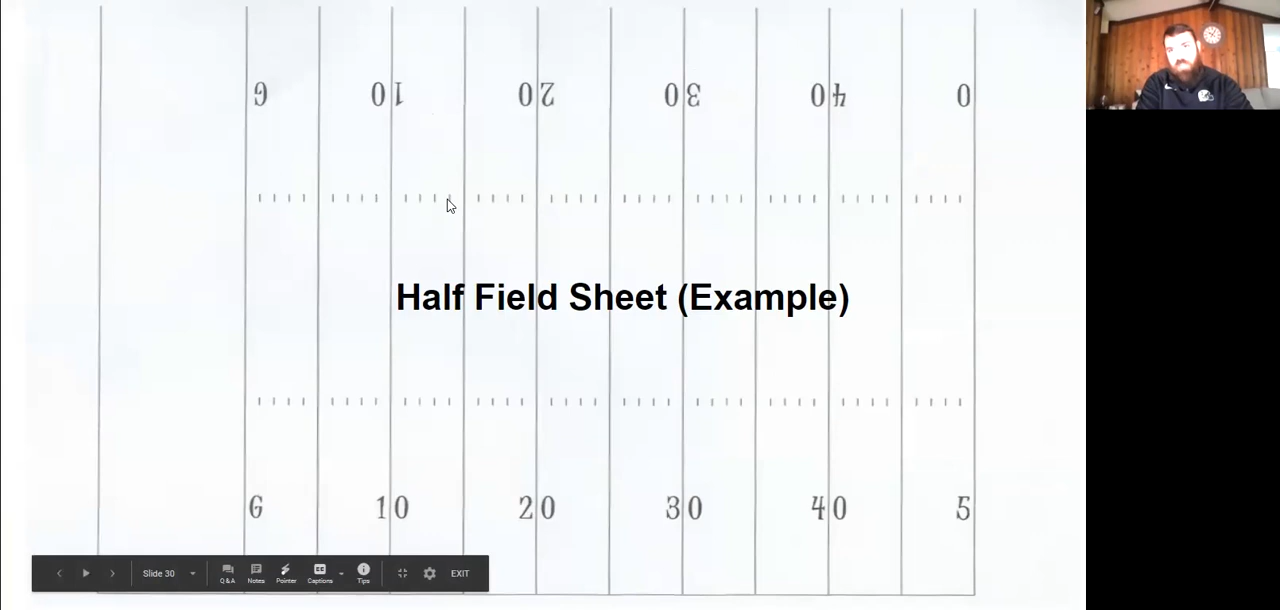 G 10 20 30 40 0
Half Field Sheet (Example)
G 10 20 30 40 5
Slide 30
Q&A
Notes
Pointer
Captions
Tips
EXIT